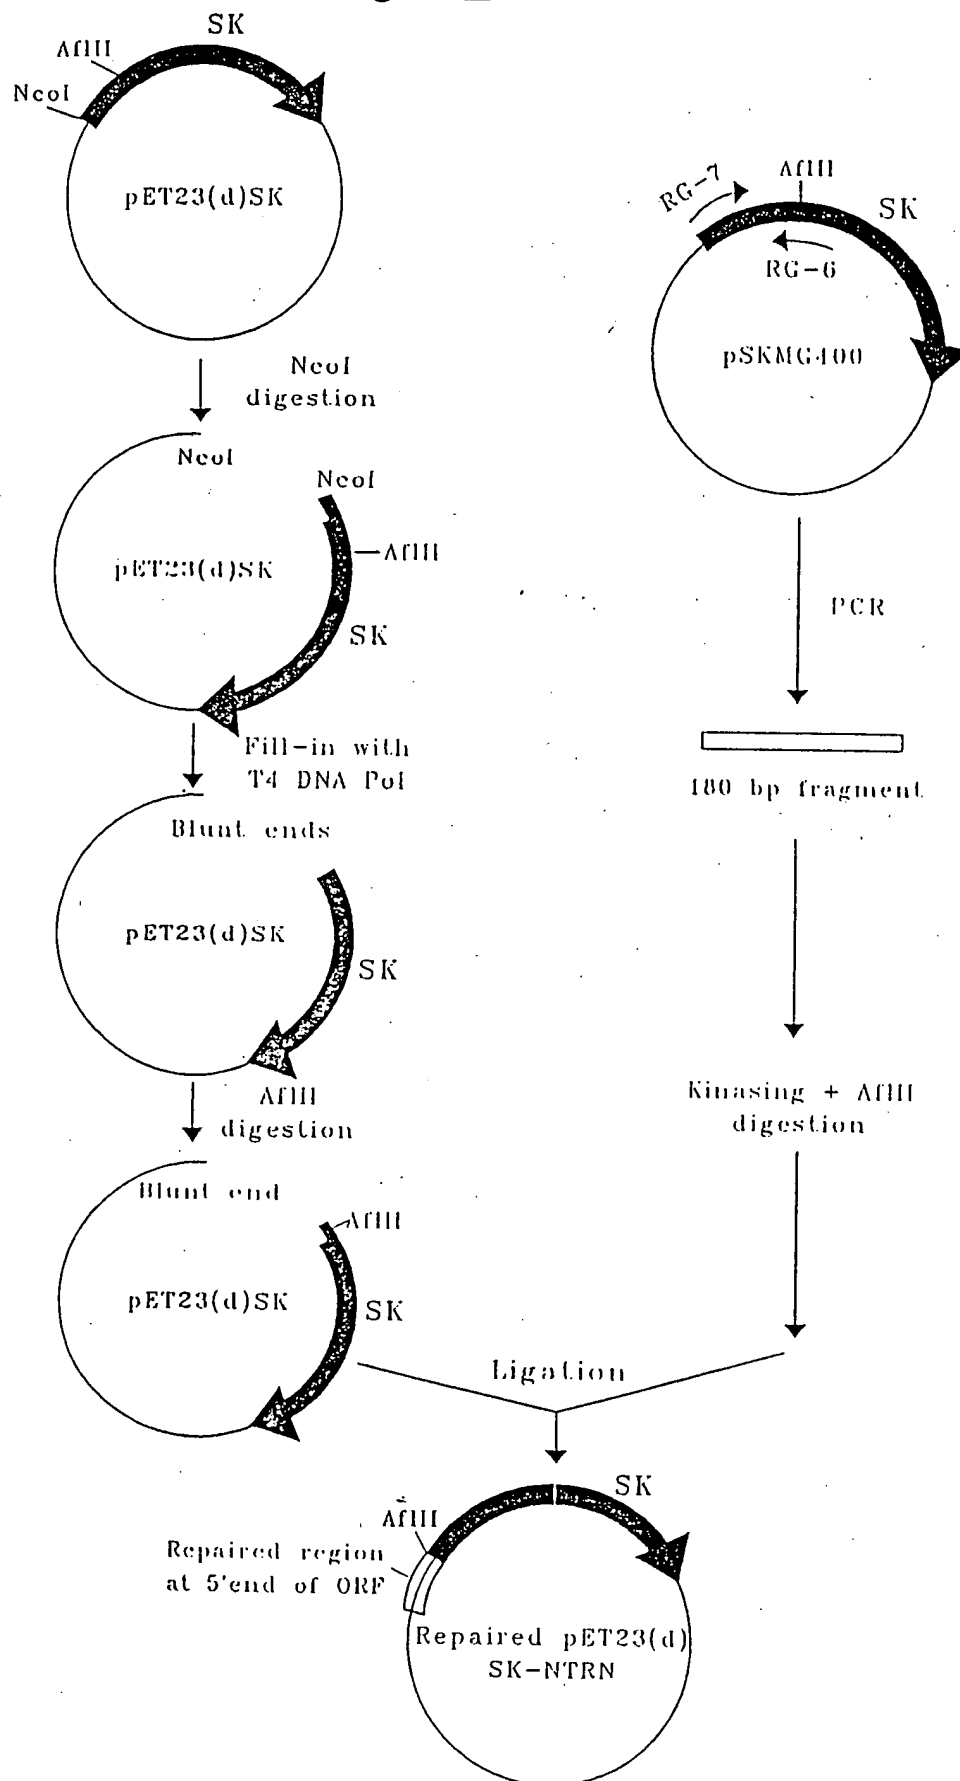 SK
AflII
NcoI
pET23(d)SK
NcoI
digestion
NcoI
NcoI
AflII
pET23(d)SK
SK
Fill-in with
T4 DNA Pol
Blunt ends
pET23(d)SK
SK
AflII
digestion
Blunt end
AflII
pET23(d)SK
SK
RG-7
AflII
SK
RG-6
pSKMG400
PCR
180 bp fragment
Kinasing + AflII
digestion
Ligation
SK
AflII
Repaired region
at 5'end of ORF
Repaired pET23(d)
SK-NTRN